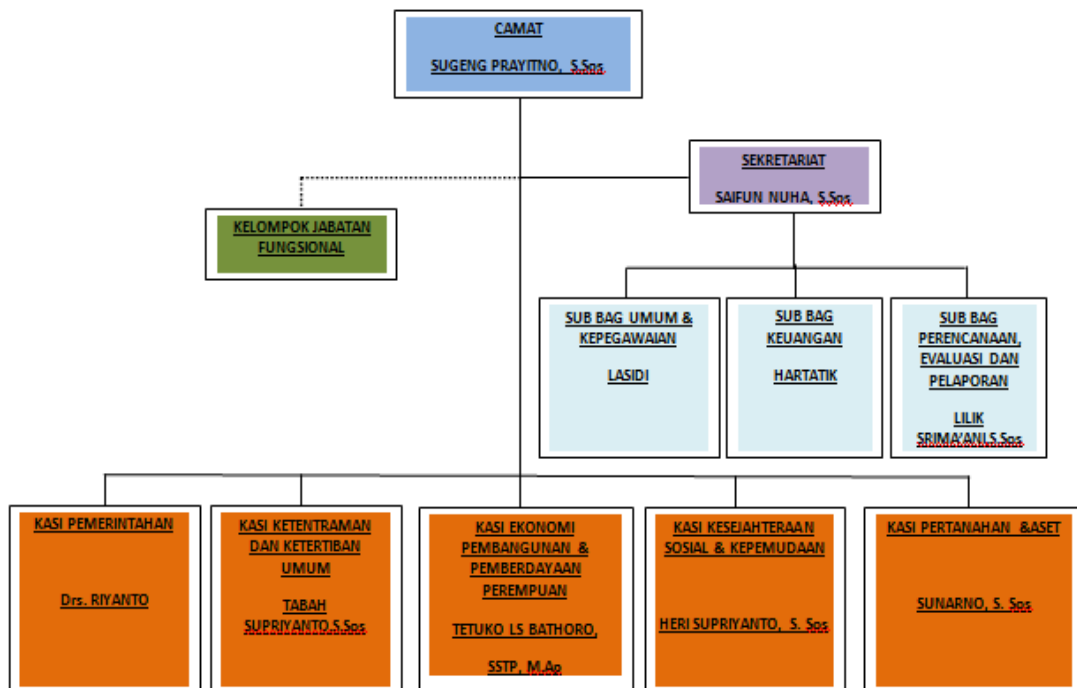 CAMAT
SUGENG PRAYITNO, S.Sos
SEKRETARIAT
SAIFUN NUHA, S.Sos
KELOMPOK JABATAN
FUNGSIONAL
SUB BAG UMUM &
KEPEGAWAIAN
LASIDI
SUB BAG
KEUANGAN
HARTATIK
SUB BAG
PERENCANAAN,
EVALUASI DAN
PELAPORAN
LILIK
SRIMA'ANI,S.Sos
KASI PEMERINTAHAN
Drs. RIYANTO
KASI KETENTRAMAN
DAN KETERTIBAN
UMUM
TABAH
SUPRIYANTO,S.Sos
KASI EKONOMI
PEMBANGUNAN &
PEMBERDAYAAN
PEREMPUAN
TETUKO LS BATHORO,
SSTP, M.Ap
KASI KESEJAHTERAAN
SOSIAL & KEPEMUDAAN
HERI SUPRIYANTO, S. Sos
KASI PERTANAHAN &ASET
SUNARNO, S. Sos